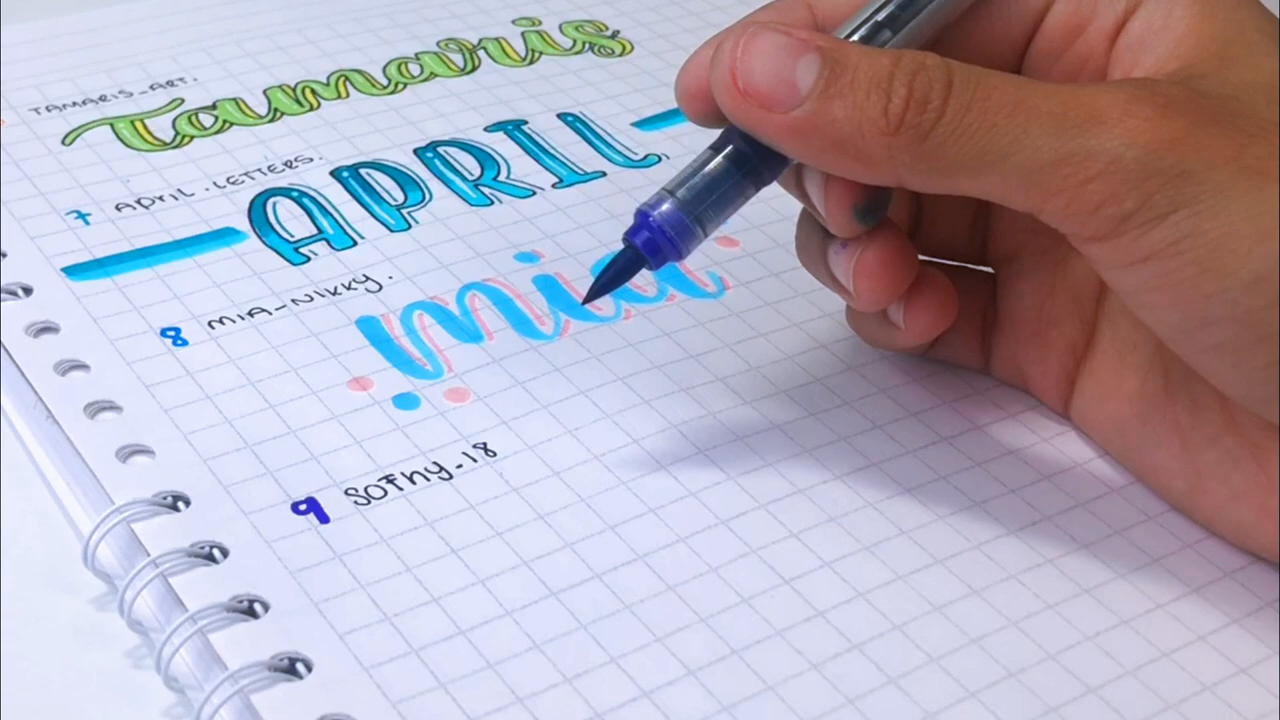 TAMARIS_ART.
Tamaris
7 APRIL.LETTERS.
APRIL
8 MIA-NIKKY.
mia
9 SOFHY-18